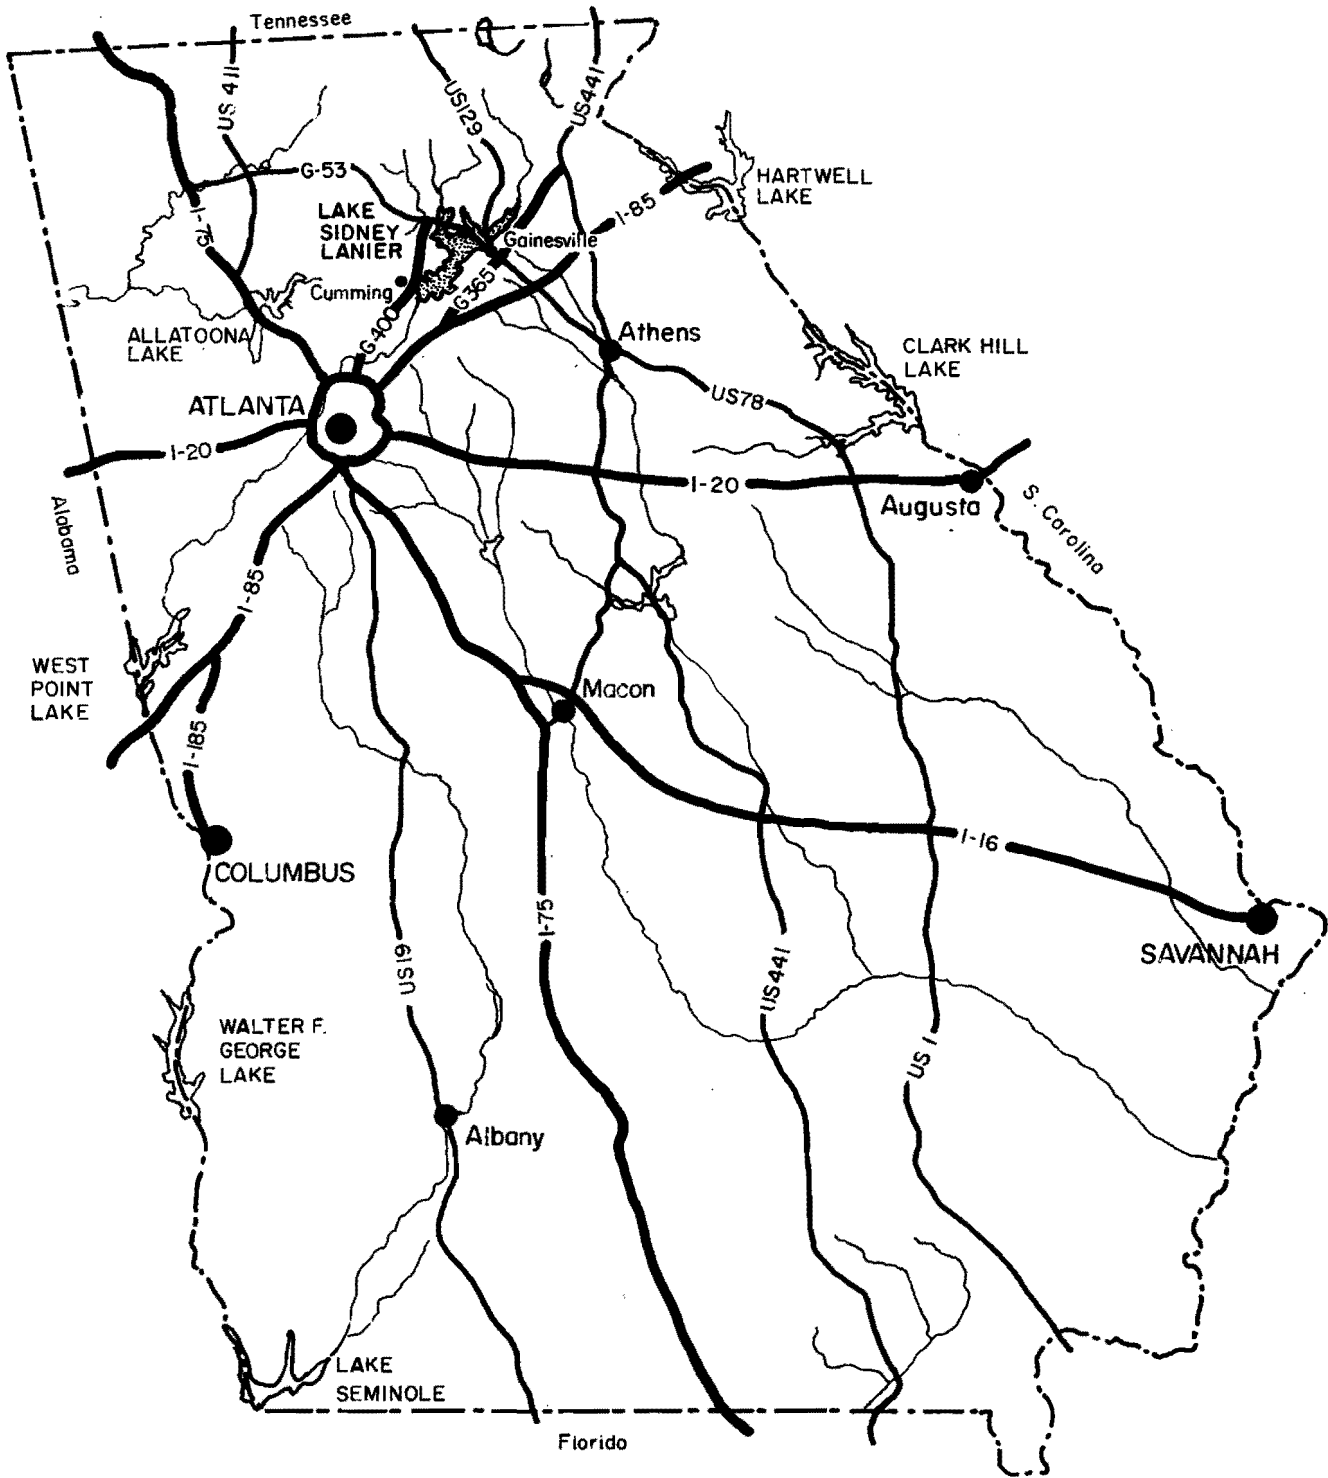 Tennessee
US 411
US129
US441
G-53
HARTWELL
LAKE
I-85
I-75
LAKE
SIDNEY
LANIER
Gainesville
Cumming
G365
G-400
ALLATOONA
LAKE
Athens
CLARK HILL
LAKE
US78
ATLANTA
I-20
I-20
Augusta
S. Carolina
Alabama
I-85
WEST
POINT
LAKE
Macon
I-185
I-16
COLUMBUS
I-75
SAVANNAH
US19
US441
WALTER F.
GEORGE
LAKE
US 1
Albany
LAKE
SEMINOLE
Florido